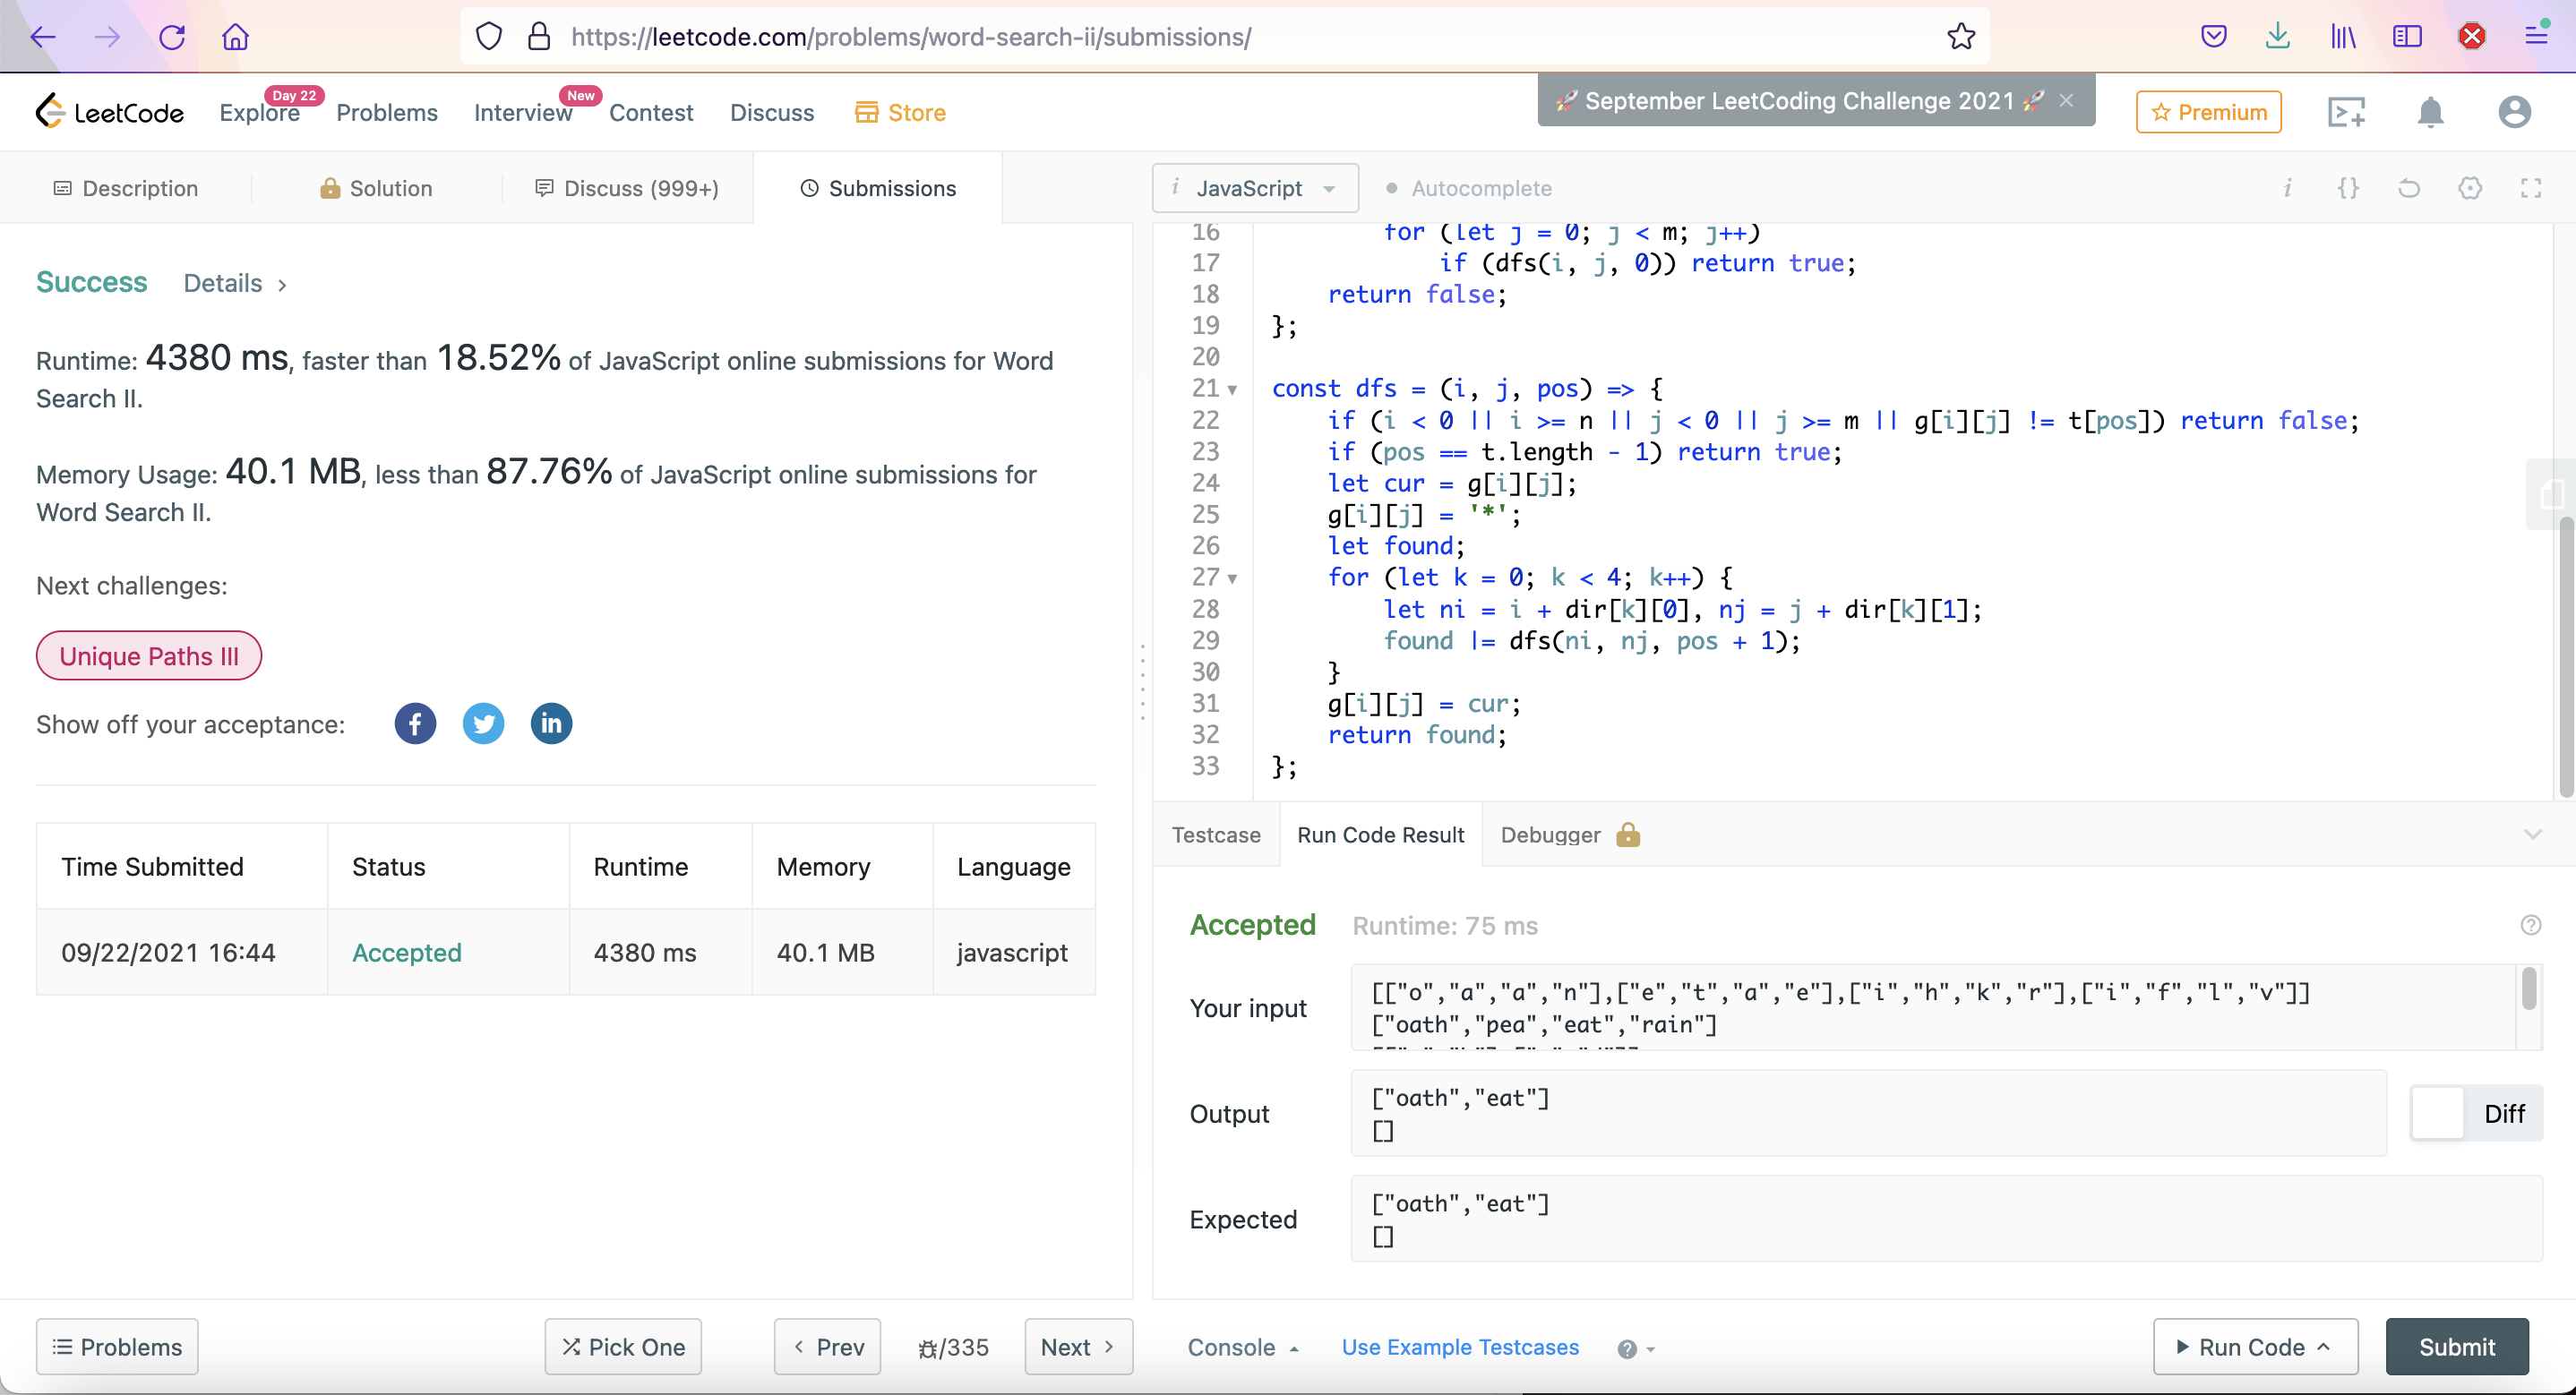 https://leetcode.com/problems/word-search-ii/submissions/
LeetCode
Explore
Day 22
Problems
Interview
New
Contest
Discuss
Store
🚀 September LeetCoding Challenge 2021 🚀 ×
Premium
Description
Solution
Discuss (999+)
Submissions
i JavaScript
Autocomplete
Success Details >
Runtime: 4380 ms, faster than 18.52% of JavaScript online submissions for Word
Search II.
Memory Usage: 40.1 MB, less than 87.76% of JavaScript online submissions for
Word Search II.
Next challenges:
Unique Paths III
Show off your acceptance:
Time Submitted Status Runtime Memory Language
09/22/2021 16:44 Accepted 4380 ms 40.1 MB javascript
16 for (let j = 0; j < m; j++)
17 if (dfs(i, j, 0)) return true;
18 return false;
19 };
20
21 const dfs = (i, j, pos) => {
22 if (i < 0 || i >= n || j < 0 || j >= m || g[i][j] != t[pos]) return false;
23 if (pos == t.length - 1) return true;
24 let cur = g[i][j];
25 g[i][j] = '*';
26 let found;
27 for (let k = 0; k < 4; k++) {
28 let ni = i + dir[k][0], nj = j + dir[k][1];
29 found |= dfs(ni, nj, pos + 1);
30 }
31 g[i][j] = cur;
32 return found;
33 };
Testcase
Run Code Result
Debugger
Accepted Runtime: 75 ms
Your input
[["o","a","a","n"],["e","t","a","e"],["i","h","k","r"],["i","f","l","v"]]
["oath","pea","eat","rain"]
Output
["oath","eat"]
[]
Diff
Expected
["oath","eat"]
[]
Problems
Pick One
< Prev
/335
Next >
Console
Use Example Testcases
Run Code
Submit